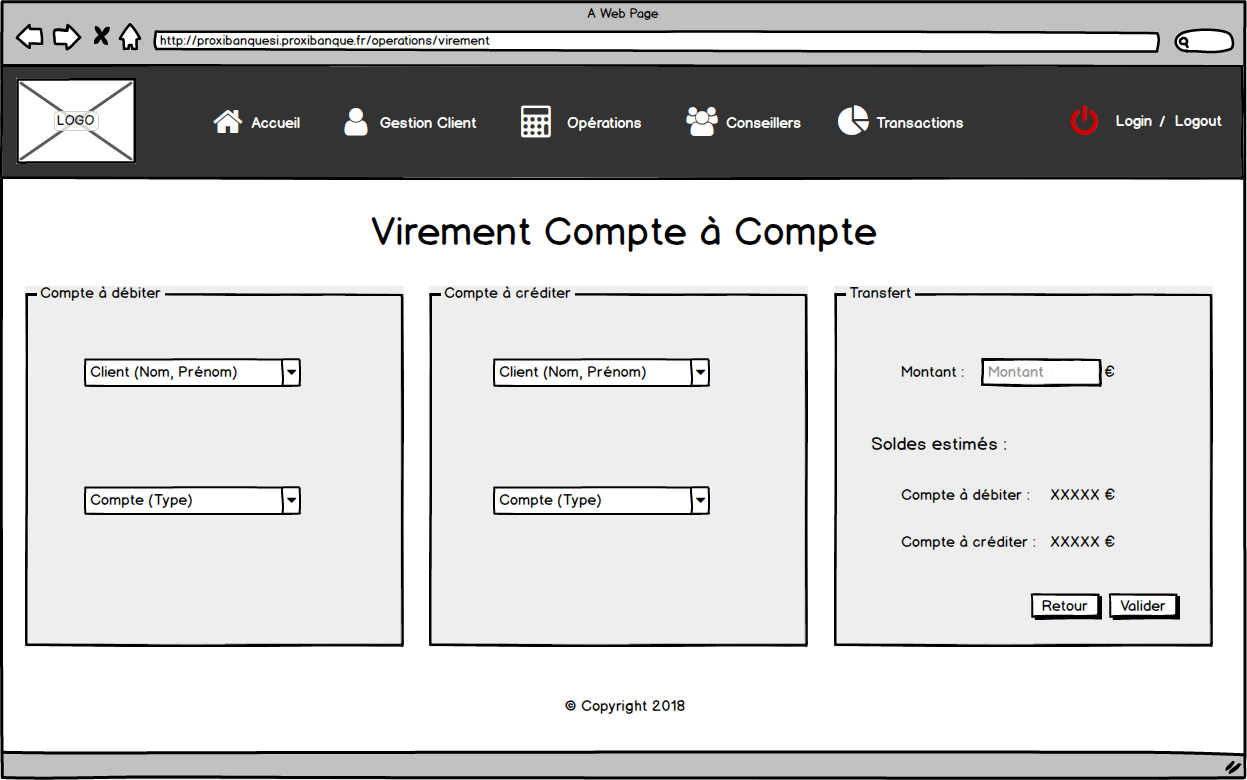 A Web Page
http://proxibanquesi.proxibanque.fr/operations/virement
LOGO
Accueil
Gestion Client
Opérations
Conseillers
Transactions
Login / Logout
Virement Compte à Compte
Compte à débiter
Client (Nom, Prénom)
Compte (Type)
Compte à créditer
Client (Nom, Prénom)
Compte (Type)
Transfert
Montant : Montant €
Soldes estimés :
Compte à débiter : XXXXX €
Compte à créditer : XXXXX €
Retour
Valider
© Copyright 2018